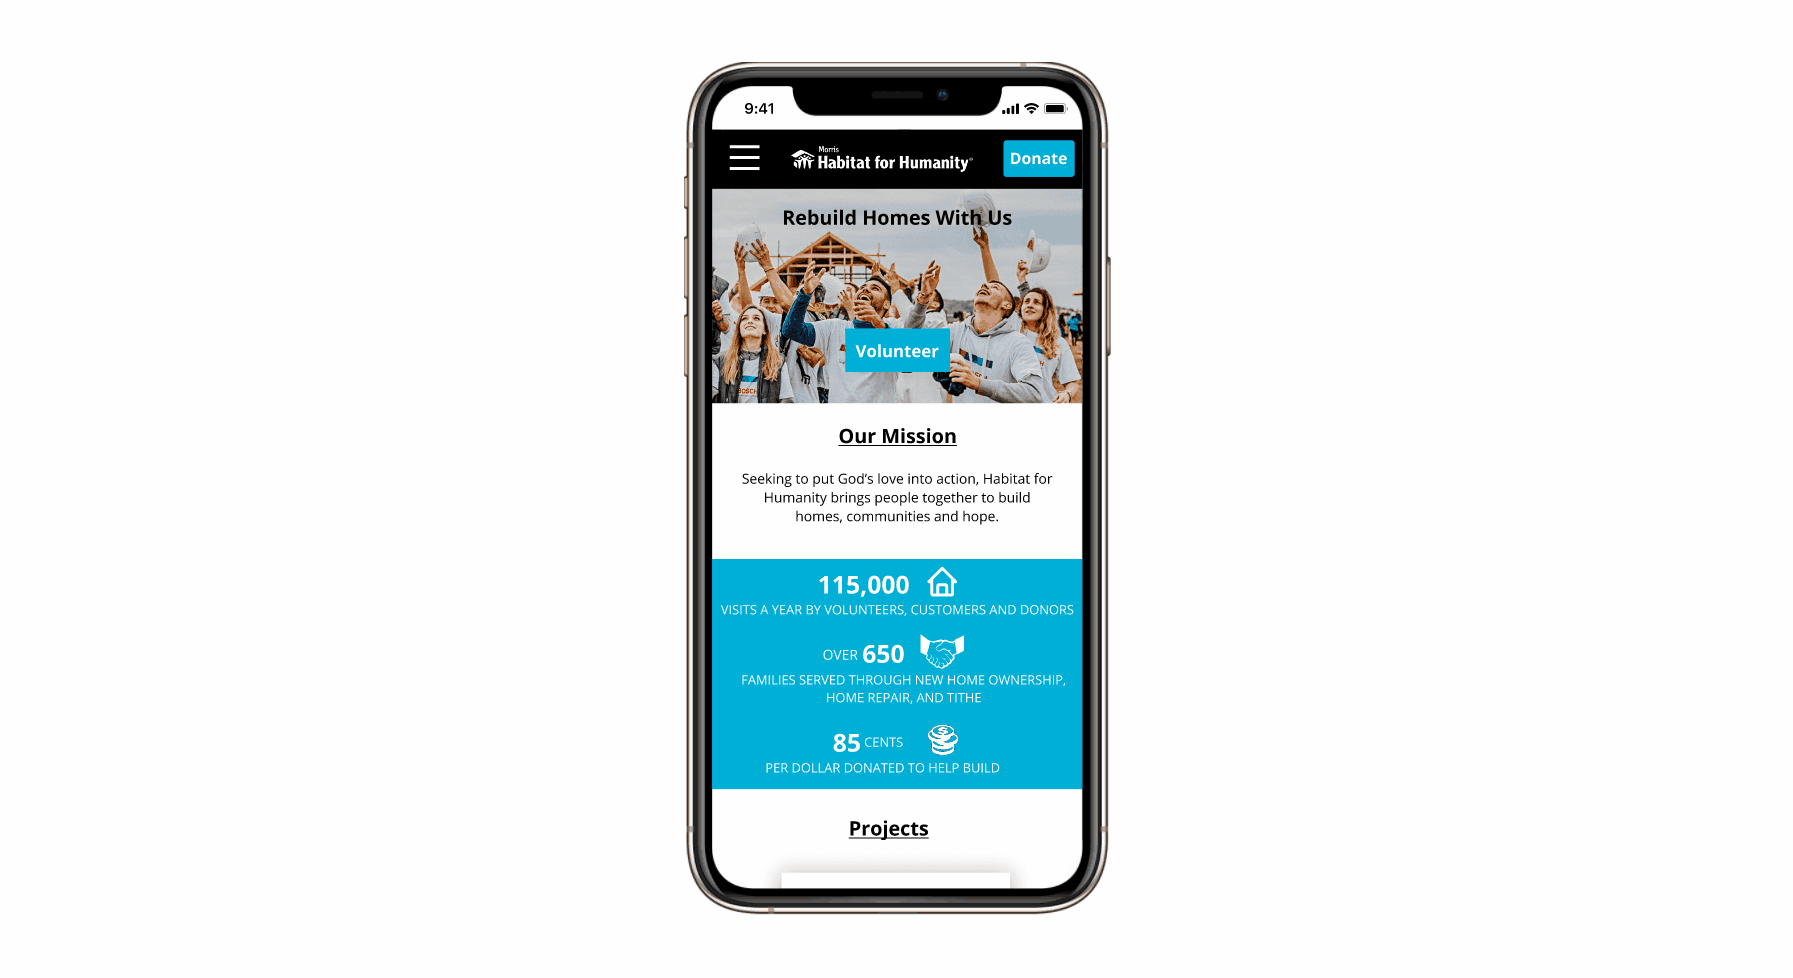 9:41
Morris
Habitat for Humanity®
Donate
Rebuild Homes With Us
Volunteer
BOSCH
Our Mission
Seeking to put God's love into action, Habitat for
Humanity brings people together to build
homes, communities and hope.
115,000
VISITS A YEAR BY VOLUNTEERS, CUSTOMERS AND DONORS
OVER 650
FAMILIES SERVED THROUGH NEW HOME OWNERSHIP,
HOME REPAIR, AND TITHE
85 CENTS
PER DOLLAR DONATED TO HELP BUILD
Projects